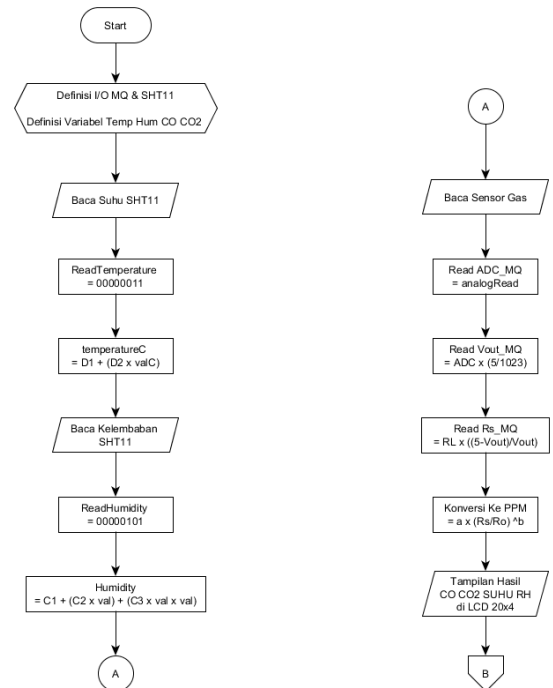 Start
Definisi I/O MQ & SHT11
Definisi Variabel Temp Hum CO CO2
Baca Suhu SHT11
ReadTemperature
= 00000011
temperatureC
= D1 + (D2 x valC)
Baca Kelembaban
SHT11
ReadHumidity
= 00000101
Humidity
= C1 + (C2 x val) + (C3 x val x val)
A
A
Baca Sensor Gas
Read ADC_MQ
= analogRead
Read Vout_MQ
= ADC x (5/1023)
Read Rs_MQ
= RL x ((5-Vout)/Vout)
Konversi Ke PPM
= a x (Rs/Ro) ^b
Tampilan Hasil
CO CO2 SUHU RH
di LCD 20x4
B